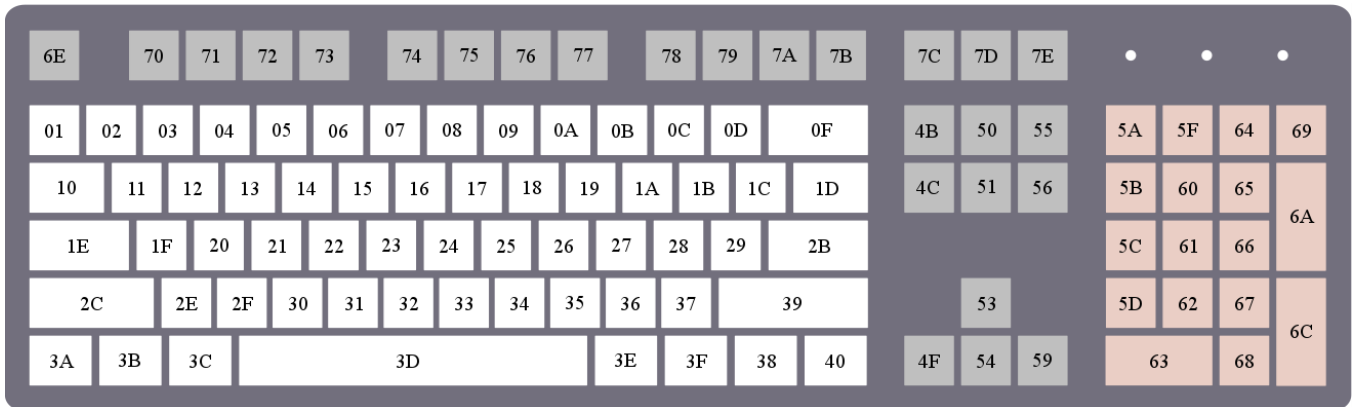 6E 70 71 72 73 74 75 76 77 78 79 7A 7B 7C 7D 7E
01 02 03 04 05 06 07 08 09 0A 0B 0C 0D 0F 4B 50 55 5A 5F 64 69
10 11 12 13 14 15 16 17 18 19 1A 1B 1C 1D 4C 51 56 5B 60 65
6A
1E 1F 20 21 22 23 24 25 26 27 28 29 2B 5C 61 66
2C 2E 2F 30 31 32 33 34 35 36 37 39 53 5D 62 67
6C
3A 3B 3C 3D 3E 3F 38 40 4F 54 59 63 68